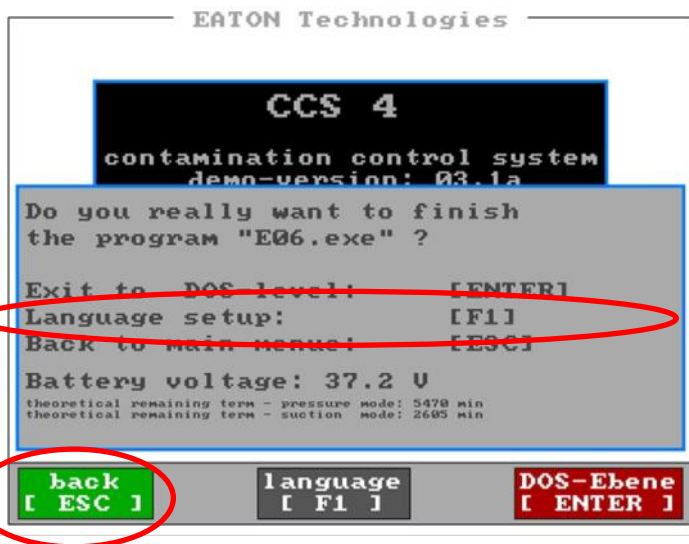 EATON Technologies
CCS 4
contamination control system
demo-version: 03.1a
Do you really want to finish
the program "E06.exe" ?
Exit to DOS-level: [ENTER]
Language setup: [F1]
Back to main menue: [ESC]
Battery voltage: 37.2 V
theoretical remaining term - pressure mode: 5470 min
theoretical remaining term - suction mode: 2605 min
back
[ ESC ]
language
[ F1 ]
DOS-Ebene
[ ENTER ]